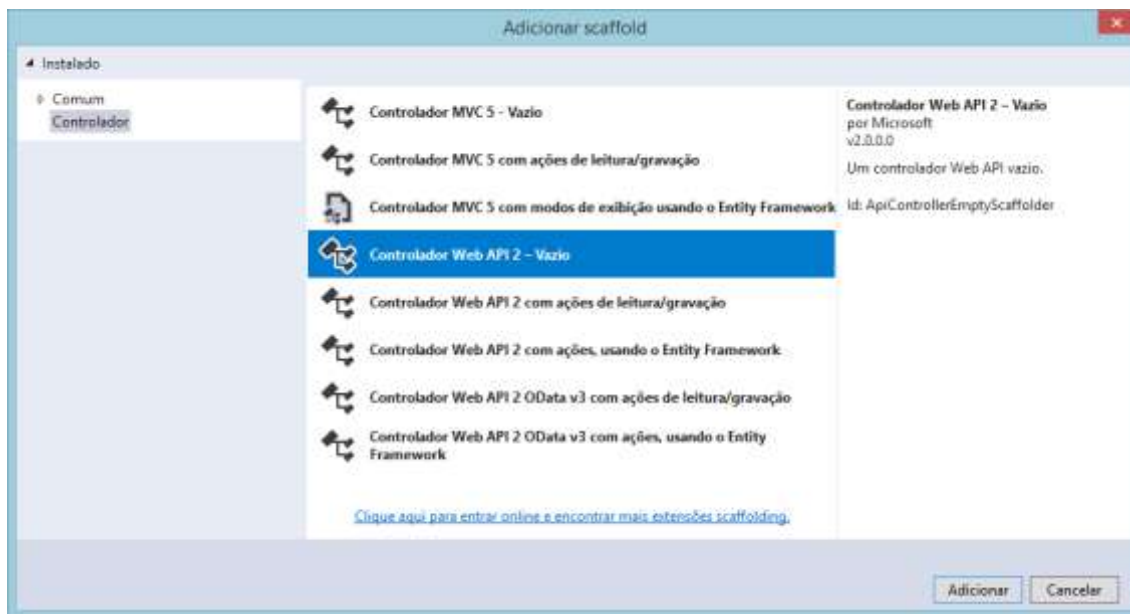 Adicionar scaffold
Instalado
Comum
Controlador
Controlador MVC 5 - Vazio
Controlador MVC 5 com ações de leitura/gravação
Controlador MVC 5 com modos de exibição usando o Entity Framework
Controlador Web API 2 – Vazio
Controlador Web API 2 com ações de leitura/gravação
Controlador Web API 2 com ações, usando o Entity Framework
Controlador Web API 2 OData v3 com ações de leitura/gravação
Controlador Web API 2 OData v3 com ações, usando o Entity
Framework
Clique aqui para entrar online e encontrar mais extensões scaffolding.
Controlador Web API 2 – Vazio
por Microsoft
v2.0.0.0
Um controlador Web API vazio.
Id: ApiControllerEmptyScaffolder
Adicionar
Cancelar